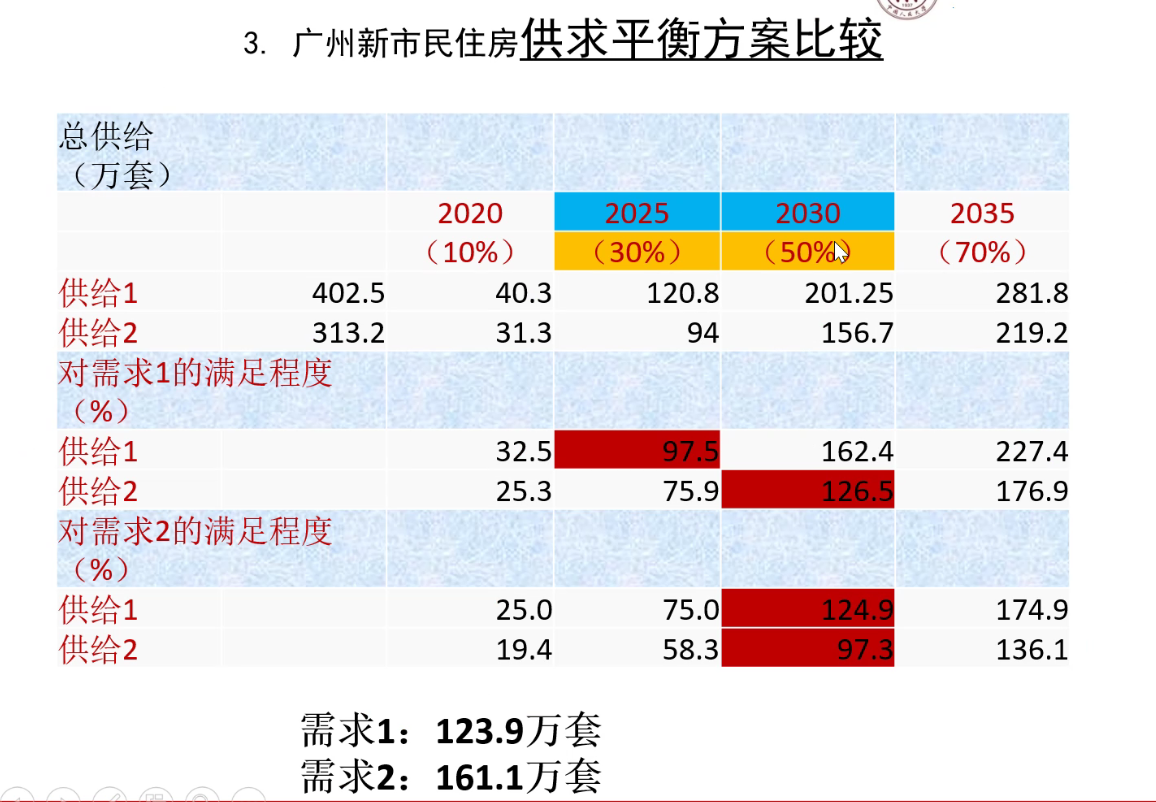 3. 广州新市民住房供求平衡方案比较
总供给
（万套）
2020 2025 2030 2035
（10%） （30%） （50%） （70%）
供给1 402.5 40.3 120.8 201.25 281.8
供给2 313.2 31.3 94 156.7 219.2
对需求1的满足程度
（%）
供给1 32.5 97.5 162.4 227.4
供给2 25.3 75.9 126.5 176.9
对需求2的满足程度
（%）
供给1 25.0 75.0 124.9 174.9
供给2 19.4 58.3 97.3 136.1
需求1：123.9万套
需求2：161.1万套